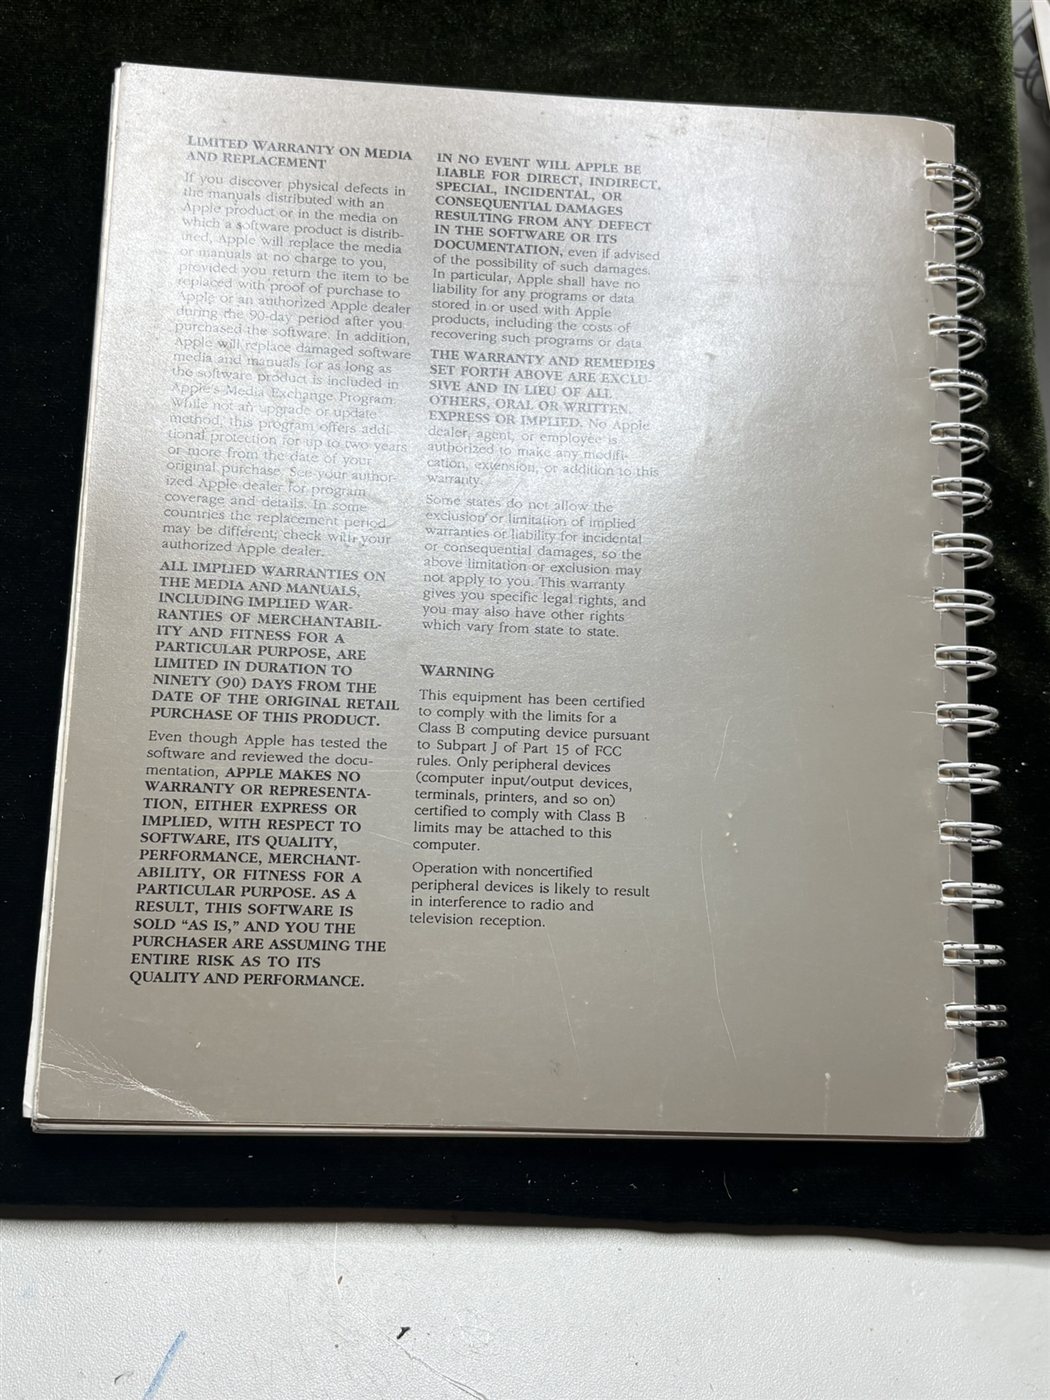 LIMITED WARRANTY ON MEDIA
AND REPLACEMENT
If you discover physical defects in
the manuals distributed with an
Apple product or in the media on
which a software product is distrib-
uted, Apple will replace the media
or manuals at no charge to you,
provided you return the item to be
replaced with proof of purchase to
Apple or an authorized Apple dealer
during the 90-day period after you
purchased the software. In addition,
Apple will replace damaged software
media and manuals for as long as
the software product is included in
Apple's Media Exchange Program.
While not an upgrade or update
method, this program offers addi-
tional protection for up to two years
or more from the date of your
original purchase. See your author-
ized Apple dealer for program
coverage and details. In some
countries the replacement period
may be different; check with your
authorized Apple dealer.
ALL IMPLIED WARRANTIES ON
THE MEDIA AND MANUALS,
INCLUDING IMPLIED WAR-
RANTIES OF MERCHANTABIL-
ITY AND FITNESS FOR A
PARTICULAR PURPOSE, ARE
LIMITED IN DURATION TO
NINETY (90) DAYS FROM THE
DATE OF THE ORIGINAL RETAIL
PURCHASE OF THIS PRODUCT.
Even though Apple has tested the
software and reviewed the docu-
mentation, APPLE MAKES NO
WARRANTY OR REPRESENTA-
TION, EITHER EXPRESS OR
IMPLIED, WITH RESPECT TO
SOFTWARE, ITS QUALITY,
PERFORMANCE, MERCHANT-
ABILITY, OR FITNESS FOR A
PARTICULAR PURPOSE. AS A
RESULT, THIS SOFTWARE IS
SOLD “AS IS,” AND YOU THE
PURCHASER ARE ASSUMING THE
ENTIRE RISK AS TO ITS
QUALITY AND PERFORMANCE.
IN NO EVENT WILL APPLE BE
LIABLE FOR DIRECT, INDIRECT,
SPECIAL, INCIDENTAL, OR
CONSEQUENTIAL DAMAGES
RESULTING FROM ANY DEFECT
IN THE SOFTWARE OR ITS
DOCUMENTATION, even if advised
of the possibility of such damages.
In particular, Apple shall have no
liability for any programs or data
stored in or used with Apple
products, including the costs of
recovering such programs or data.
THE WARRANTY AND REMEDIES
SET FORTH ABOVE ARE EXCLU-
SIVE AND IN LIEU OF ALL
OTHERS, ORAL OR WRITTEN,
EXPRESS OR IMPLIED. No Apple
dealer, agent, or employee is
authorized to make any modifi-
cation, extension, or addition to this
warranty.
Some states do not allow the
exclusion or limitation of implied
warranties or liability for incidental
or consequential damages, so the
above limitation or exclusion may
not apply to you. This warranty
gives you specific legal rights, and
you may also have other rights
which vary from state to state.
WARNING
This equipment has been certified
to comply with the limits for a
Class B computing device pursuant
to Subpart J of Part 15 of FCC
rules. Only peripheral devices
(computer input/output devices,
terminals, printers, and so on)
certified to comply with Class B
limits may be attached to this
computer.
Operation with noncertified
peripheral devices is likely to result
in interference to radio and
television reception.